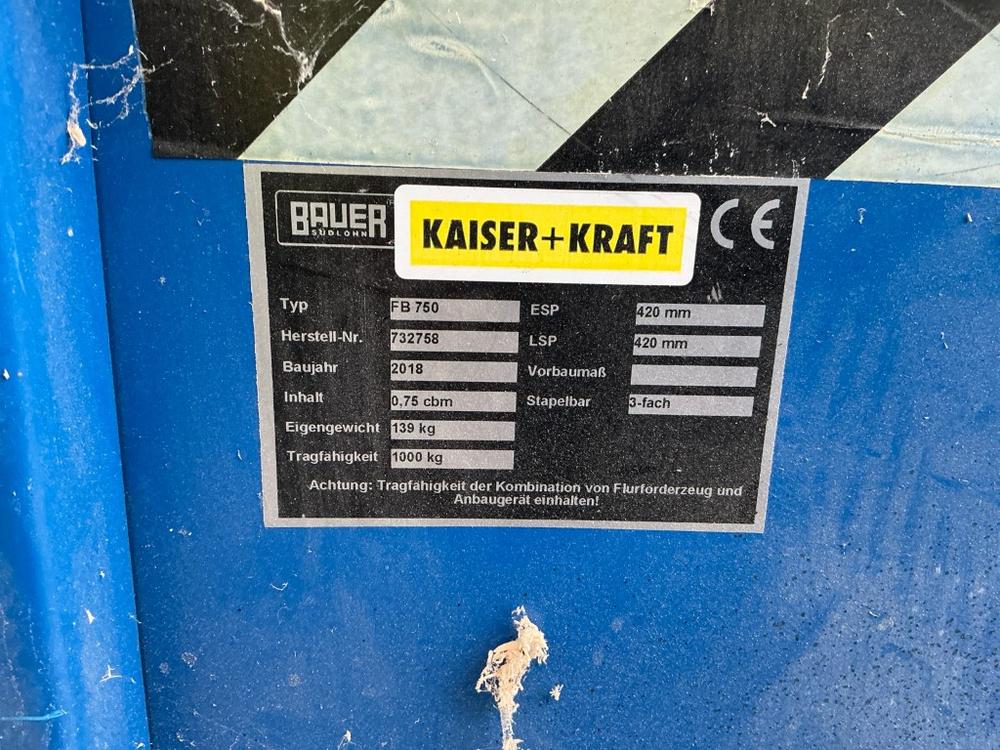 BAUER
SÜDLOHN
KAISER+KRAFT
CE
Typ FB 750 ESP 420 mm
Herstell-Nr. 732758 LSP 420 mm
Baujahr 2018 Vorbaumaß
Inhalt 0,75 cbm Stapelbar 3-fach
Eigengewicht 139 kg
Tragfähigkeit 1000 kg
Achtung: Tragfähigkeit der Kombination von Flurförderzeug und
Anbaugerät einhalten!